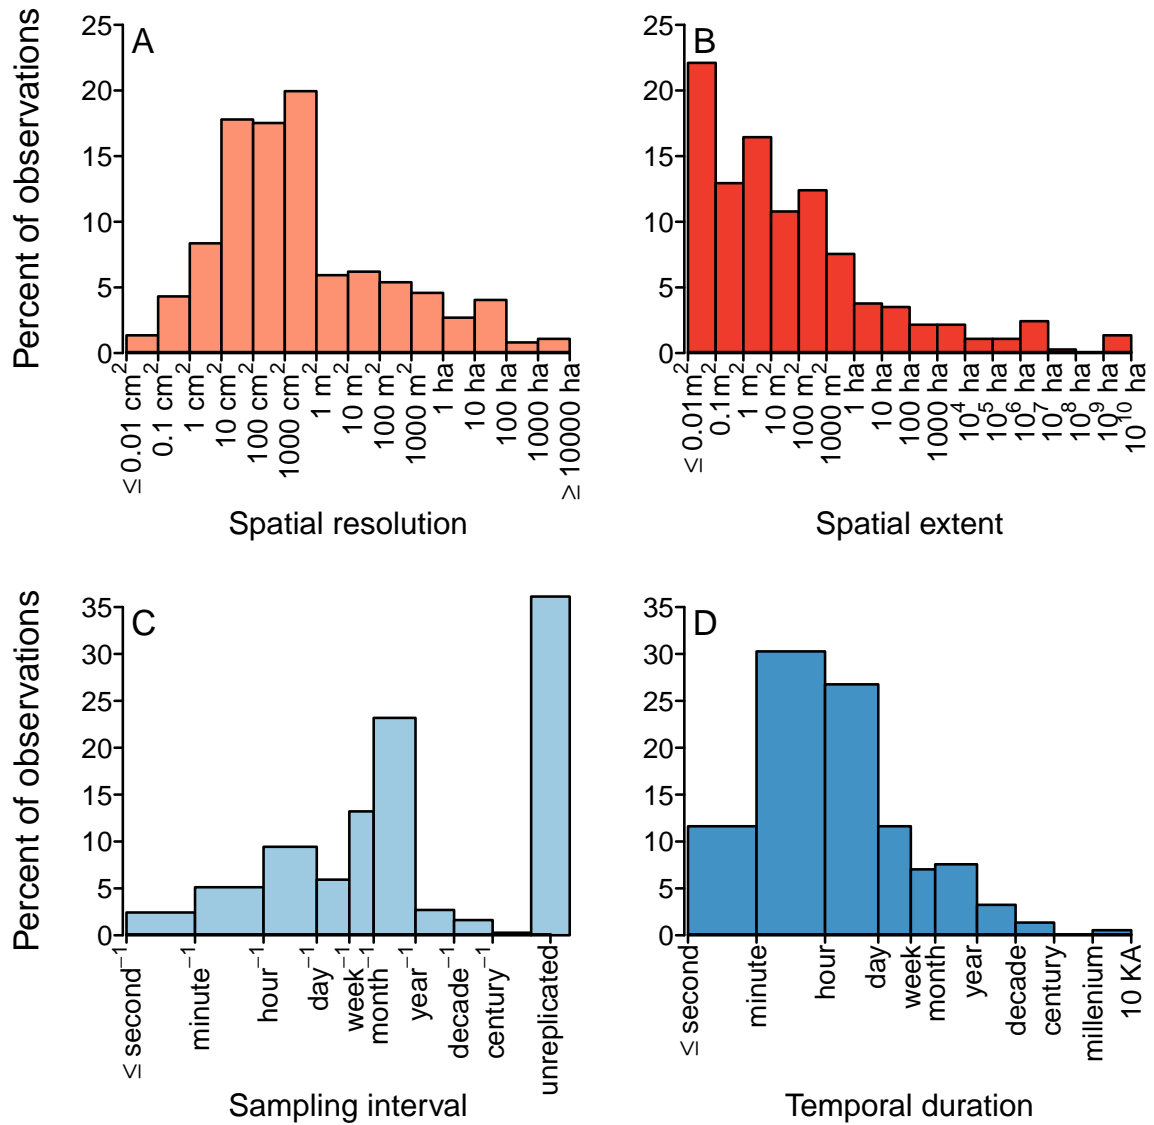 A
B
Percent of observations
25
20
15
10
5
0
25
20
15
10
5
0
≤ 0.01 cm²
0.1 cm²
1 cm²
10 cm²
100 cm²
1000 cm²
1 m²
10 m²
100 m²
1000 m²
1 ha
10 ha
100 ha
1000 ha
≥ 10000 ha
≤ 0.01m²
0.1m²
1 m²
10 m²
100 m²
1000 m²
1 ha
10 ha
100 ha
1000 ha
10⁴ ha
10⁵ ha
10⁶ ha
10⁷ ha
10⁸ ha
10⁹ ha
10¹⁰ ha
Spatial resolution
Spatial extent
C
D
Percent of observations
35
30
25
20
15
10
5
0
35
30
25
20
15
10
5
0
≤ second⁻¹
minute⁻¹
hour⁻¹
day⁻¹
week⁻¹
month⁻¹
year⁻¹
decade⁻¹
century⁻¹
unreplicated
≤ second
minute
hour
day
week
month
year
decade
century
millenium
10 KA
Sampling interval
Temporal duration